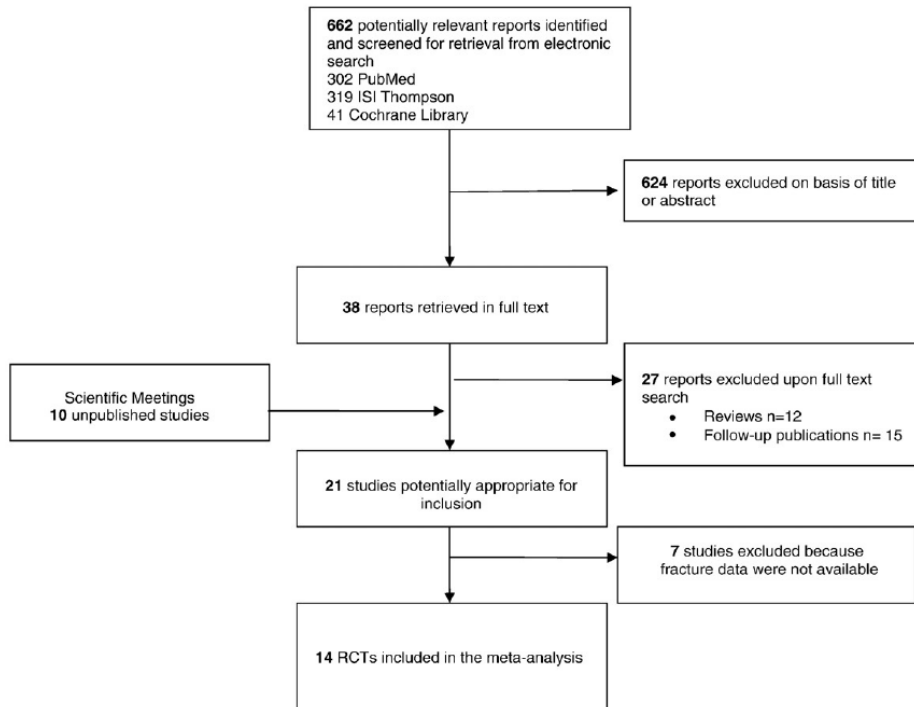 662 potentially relevant reports identified
and screened for retrieval from electronic
search
302 PubMed
319 ISI Thompson
41 Cochrane Library
624 reports excluded on basis of title
or abstract
38 reports retrieved in full text
27 reports excluded upon full text
search
• Reviews n=12
• Follow-up publications n= 15
Scientific Meetings
10 unpublished studies
21 studies potentially appropriate for
inclusion
7 studies excluded because
fracture data were not available
14 RCTs included in the meta-analysis